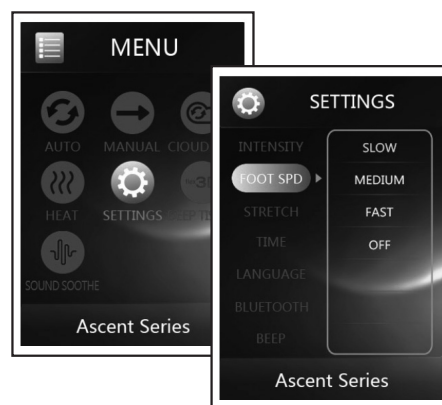 MENU
AUTO MANUAL CLOUD
HEAT SETTINGS
SOUND SOOTHE
Ascent Series
SETTINGS
INTENSITY SLOW
FOOT SPD MEDIUM
STRETCH FAST
TIME OFF
LANGUAGE
BLUETOOTH
BEEP
Ascent Series